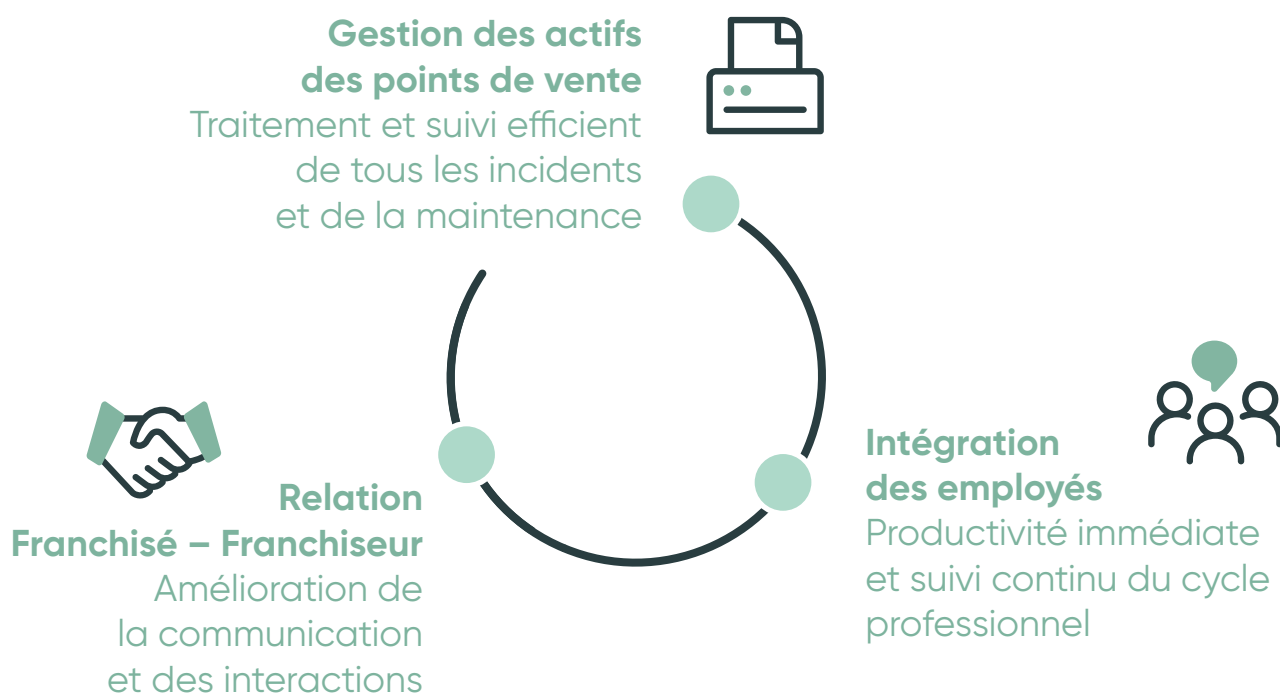 Gestion des actifs
des points de vente
Traitement et suivi efficient
de tous les incidents
et de la maintenance
Intégration
des employés
Productivité immédiate
et suivi continu du cycle
professionnel
Relation
Franchisé – Franchiseur
Amélioration de
la communication
et des interactions